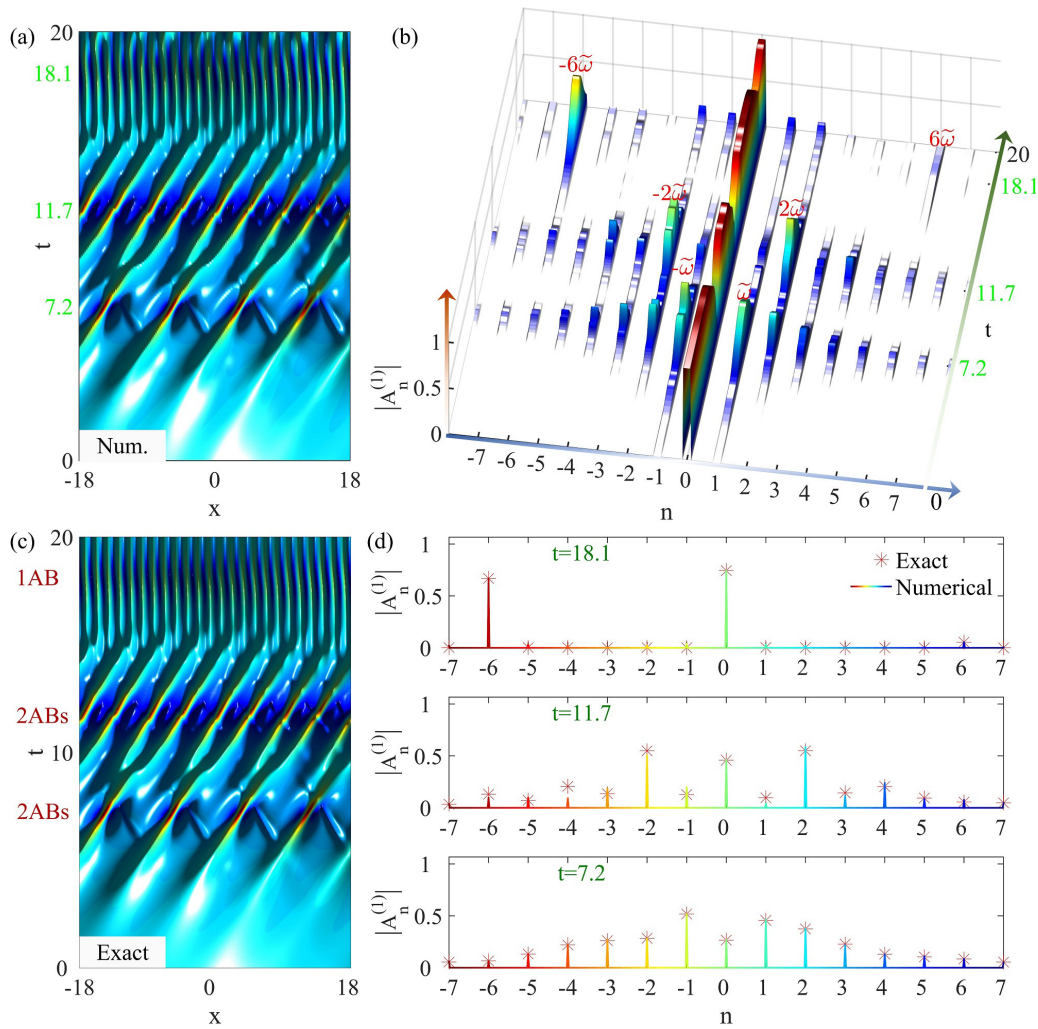 (a)
20
18.1
11.7
t
7.2
0
Num.
-18
0
18
x
(b)
-6ω̃
6ω̃
-2ω̃
2ω̃
-ω̃
ω̃
20
18.1
11.7
t
7.2
0
1
0.5
0
|A_n^(1)|
-7 -6 -5 -4 -3 -2 -1 0 1 2 3 4 5 6 7
n
(c)
20
1AB
2ABs
t 10
2ABs
0
Exact
-18
0
18
x
(d)
t=18.1
Exact
Numerical
|A_n^(1)|
1
0.5
0
-7 -6 -5 -4 -3 -2 -1 0 1 2 3 4 5 6 7
t=11.7
|A_n^(1)|
1
0.5
0
-7 -6 -5 -4 -3 -2 -1 0 1 2 3 4 5 6 7
t=7.2
|A_n^(1)|
1
0.5
0
-7 -6 -5 -4 -3 -2 -1 0 1 2 3 4 5 6 7
n